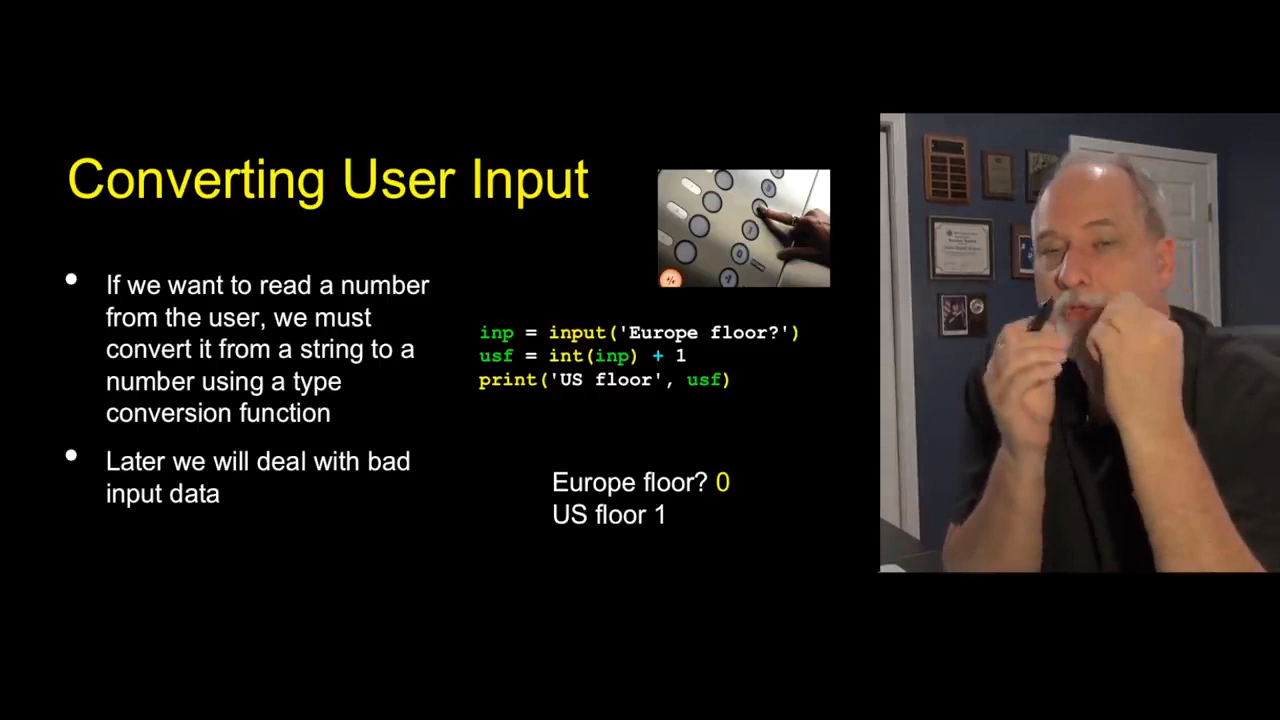 Converting User Input
• If we want to read a number
from the user, we must
convert it from a string to a
number using a type
conversion function
• Later we will deal with bad
input data
inp = input('Europe floor?')
usf = int(inp) + 1
print('US floor', usf)
Europe floor? 0
US floor 1